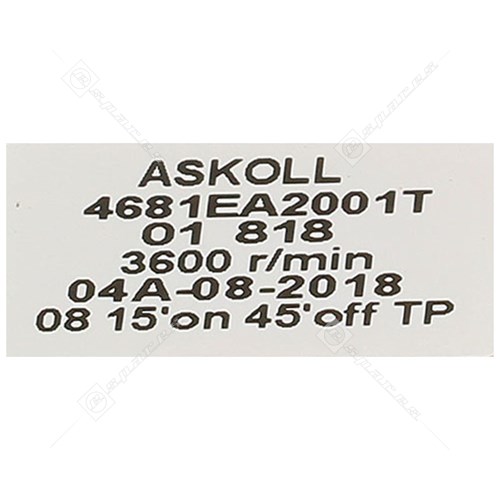 ASKOLL
4681EA2001T
01 818
3600 r/min
04A-08-2018
08 15'on 45'off TP